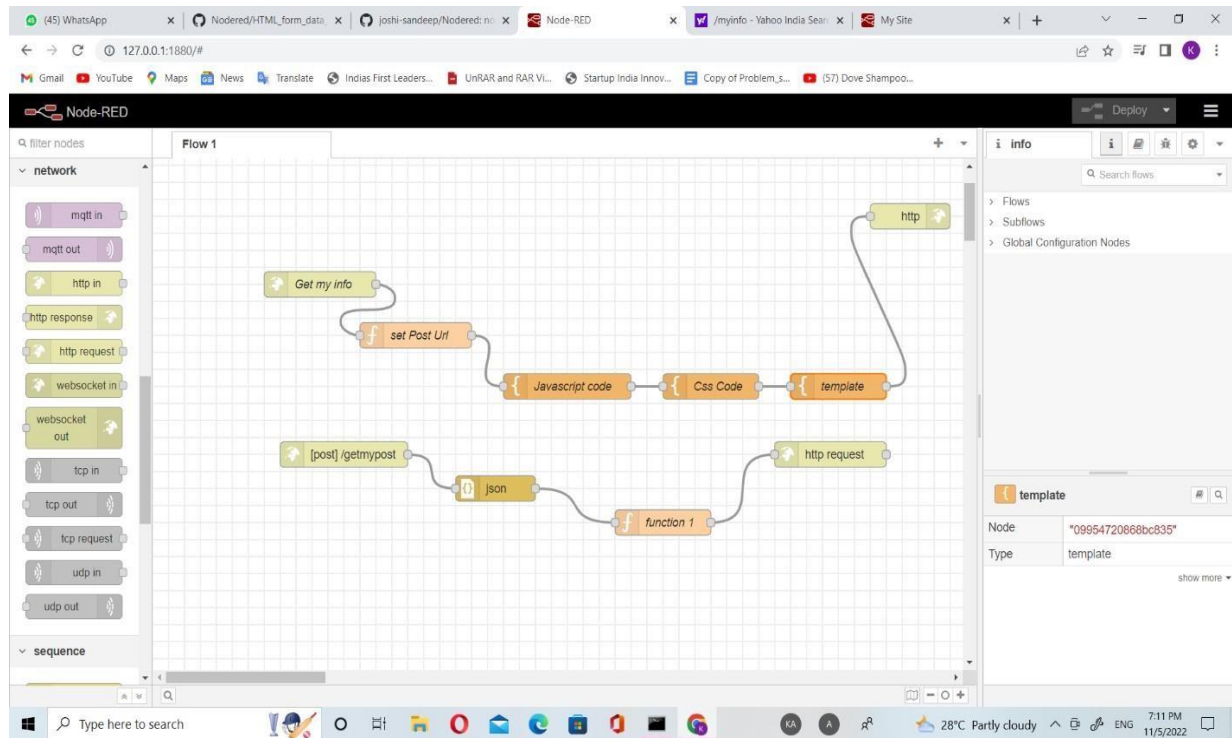 (45) WhatsApp
Nodered/HTML_form_data
joshi-sandeep/Nodered: no
Node-RED
/myinfo - Yahoo India Sear
My Site
127.0.0.1:1880/#
K
Gmail
YouTube
Maps
News
Translate
Indias First Leaders...
UnRAR and RAR Vi...
Startup India Innov...
Copy of Problem_s...
(57) Dove Shampoo...
Node-RED
Deploy
filter nodes
Flow 1
i info
i
Search flows
network
mqtt in
mqtt out
http in
http response
http request
websocket in
websocket
out
tcp in
tcp out
tcp request
udp in
udp out
sequence
http
Get my info
f set Post Url
{ Javascript code
{ Css Code
{ template
[post] /getmypost
{} json
f function 1
http request
Flows
Subflows
Global Configuration Nodes
{ template
Node "09954720868bc835"
Type template
show more
Type here to search
KA
A
28°C Partly cloudy
ENG
7:11 PM
11/5/2022